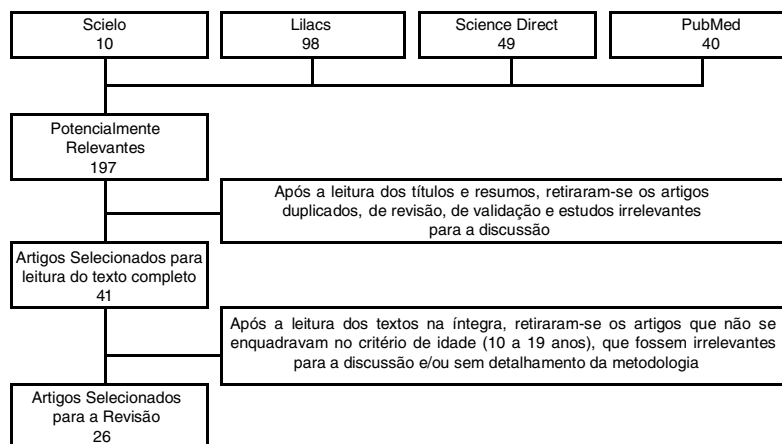 Scielo
10
Lilacs
98
Science Direct
49
PubMed
40
Potencialmente
Relevantes
197
Após a leitura dos títulos e resumos, retiraram-se os artigos
duplicados, de revisão, de validação e estudos irrelevantes
para a discussão
Artigos Selecionados para
leitura do texto completo
41
Após a leitura dos textos na íntegra, retiraram-se os artigos que não se
enquadravam no critério de idade (10 a 19 anos), que fossem irrelevantes
para a discussão e/ou sem detalhamento da metodologia
Artigos Selecionados
para a Revisão
26